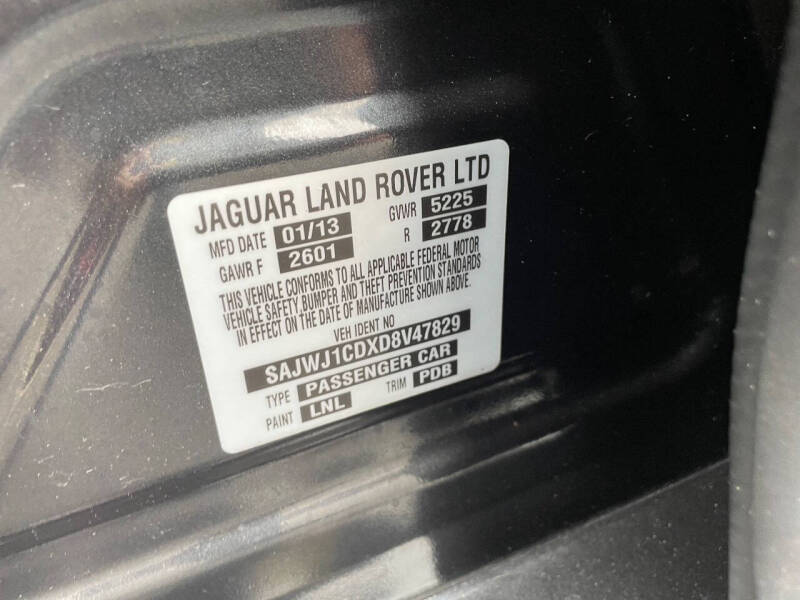 JAGUAR LAND ROVER LTD
MFD DATE 01/13 GVWR 5225
GAWR F 2601 R 2778
THIS VEHICLE CONFORMS TO ALL APPLICABLE FEDERAL MOTOR
VEHICLE SAFETY BUMPER AND THEFT PREVENTION STANDARDS
IN EFFECT ON THE DATE OF MANUFACTURE SHOWN ABOVE.
VEH IDENT NO
SAJWJ1CDXD8V47829
TYPE PASSENGER CAR
PAINT LNL TRIM PDB